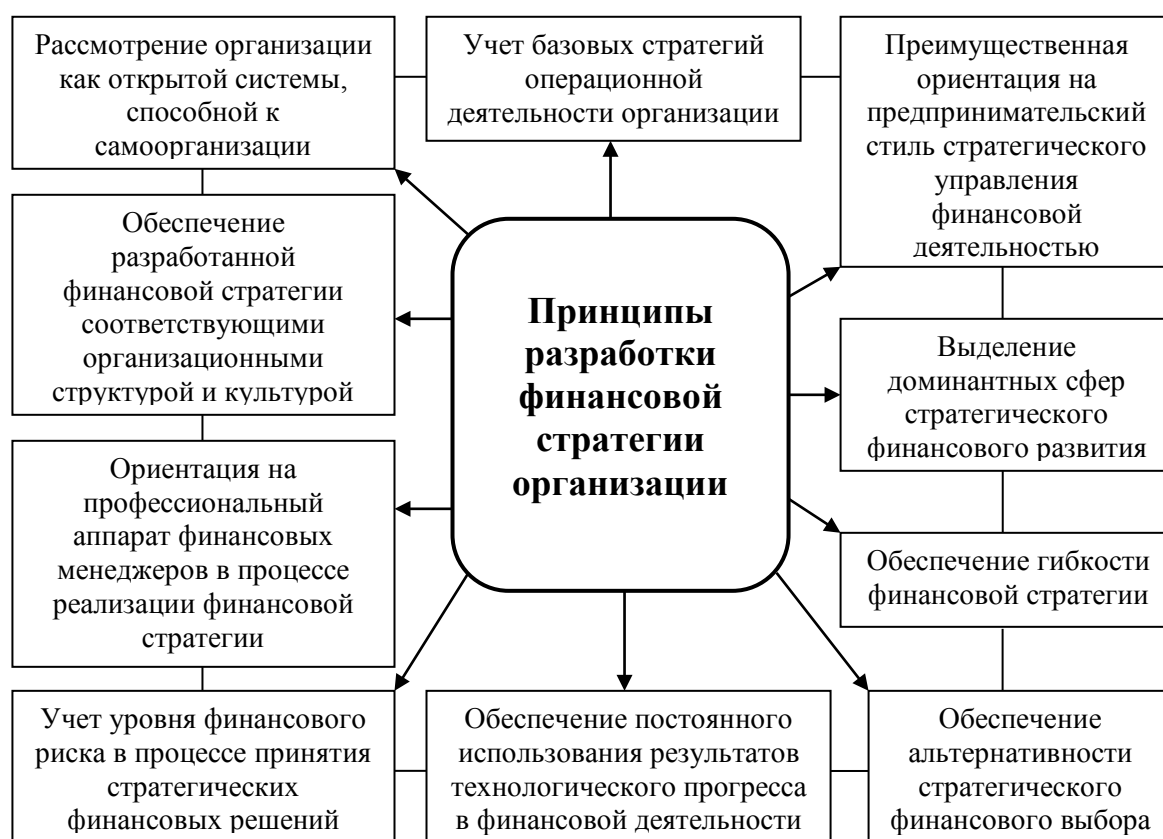 Рассмотрение организации
как открытой системы,
способной к
самоорганизации
Учет базовых стратегий
операционной
деятельности организации
Преимущественная
ориентация на
предпринимательский
стиль стратегического
управления
финансовой
деятельностью
Обеспечение
разработанной
финансовой стратегии
соответствующими
организационными
структурой и культурой
Принципы
разработки
финансовой
стратегии
организации
Выделение
доминантных сфер
стратегического
финансового развития
Ориентация на
профессиональный
аппарат финансовых
менеджеров в процессе
реализации финансовой
стратегии
Обеспечение гибкости
финансовой стратегии
Учет уровня финансового
риска в процессе принятия
стратегических
финансовых решений
Обеспечение постоянного
использования результатов
технологического прогресса
в финансовой деятельности
Обеспечение
альтернативности
стратегического
финансового выбора